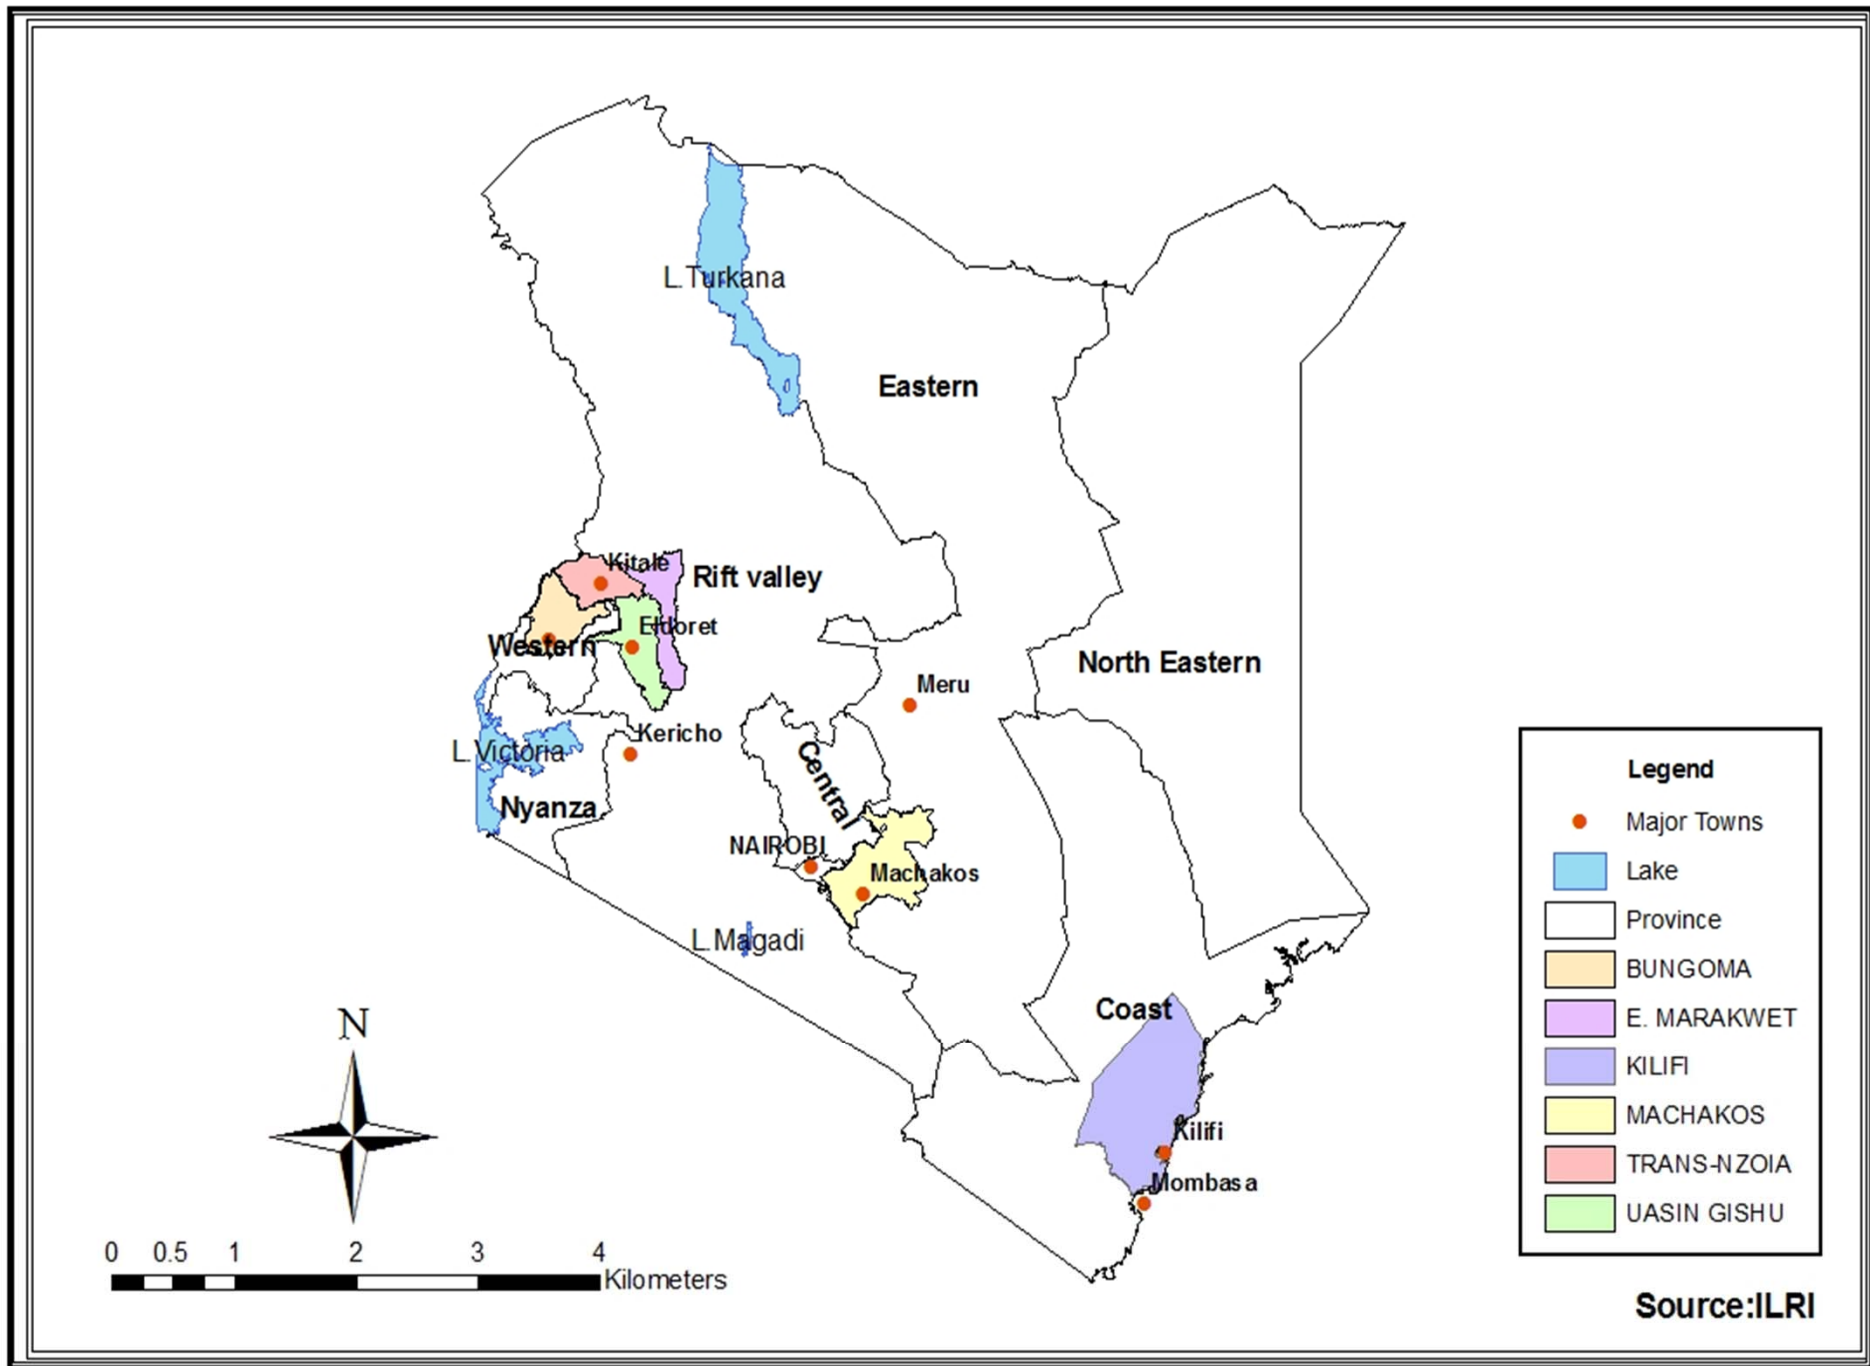 L.Turkana
Eastern
Kitale
Rift valley
Eldoret
Western
North Eastern
Meru
Kericho
L.Victoria
Central
Nyanza
NAIROBI
Machakos
L.Magadi
Coast
Kilifi
Mombasa
N
0 0.5 1 2 3 4
Kilometers
Legend
Major Towns
Lake
Province
BUNGOMA
E. MARAKWET
KILIFI
MACHAKOS
TRANS-NZOIA
UASIN GISHU
Source:ILRI